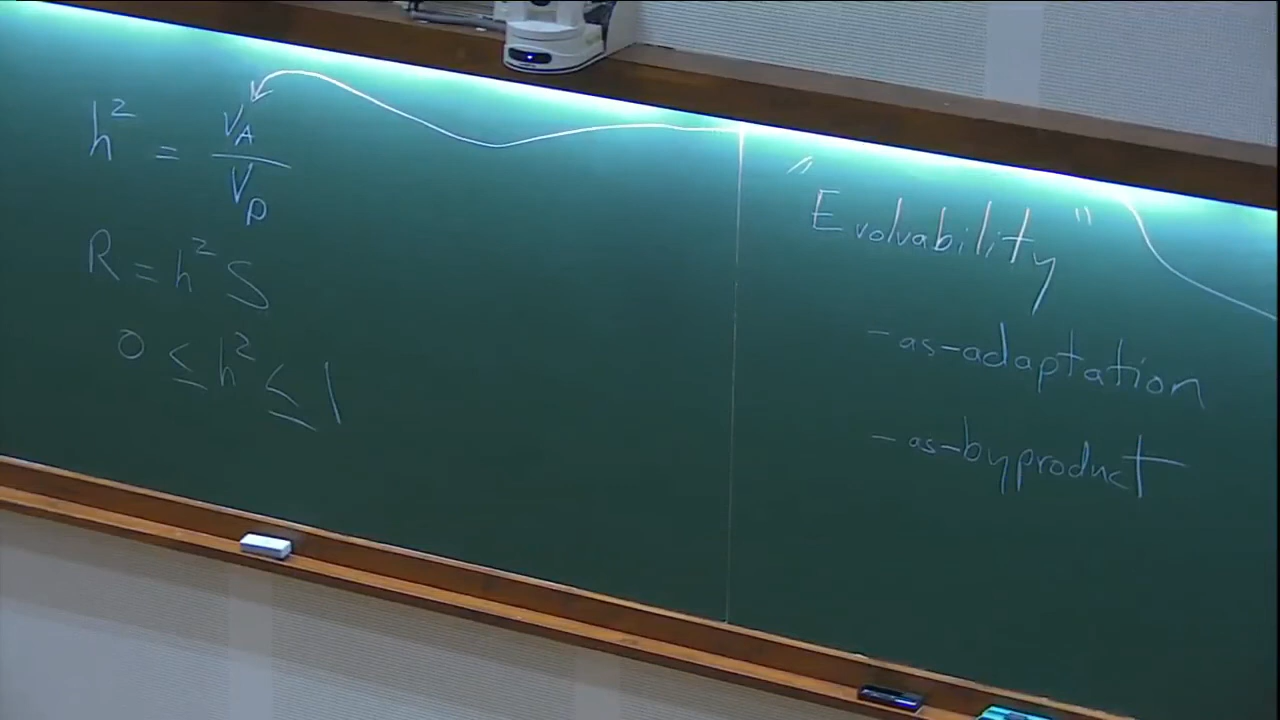 h² = V_A / V_P
R = h² S
0 ≤ h² ≤ 1
"Evolvability"
- as-adaptation
- as-byproduct